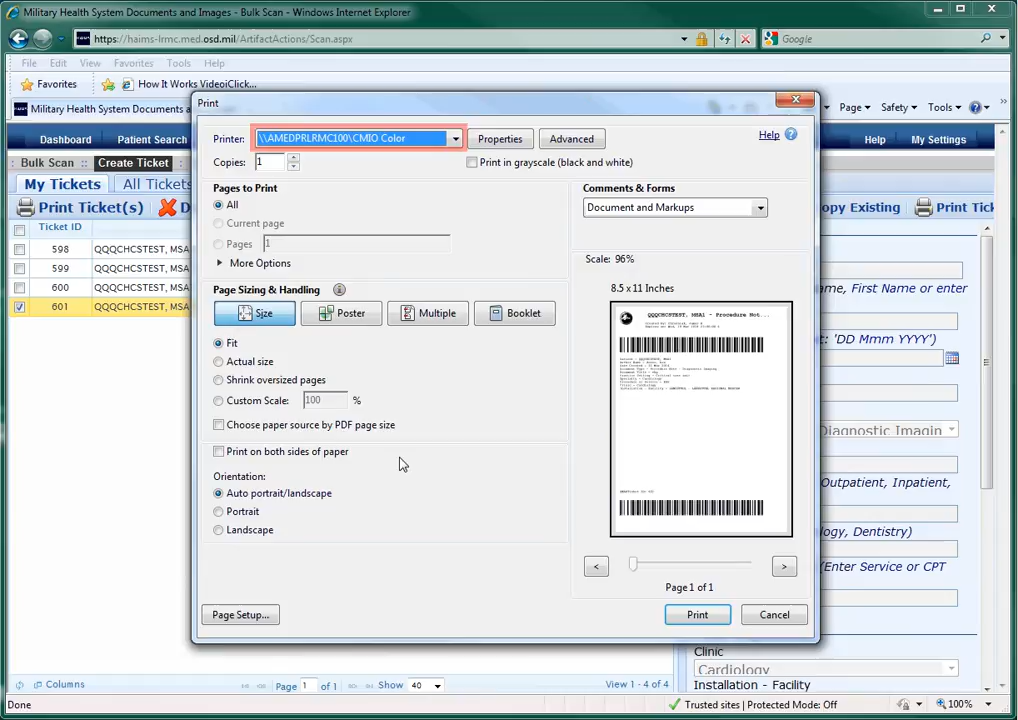 Military Health System Documents and Images - Bulk Scan - Windows Internet Explorer
https://haims-lrmc.med.osd.mil/ArtifactActions/Scan.aspx
Google
File Edit View Favorites Tools Help
Favorites How It Works VideoiClick...
Military Health System Documents a
Page Safety Tools
Print
Dashboard Patient Search
Help My Settings
Printer: \\AMEDPRLRMC100\CMIO Color Properties Advanced Help
Bulk Scan :: Create Ticket ::
Copies: 1 Print in grayscale (black and white)
My Tickets All Tickets
Pages to Print Comments & Forms
Print Ticket(s) D
All
Document and Markups
opy Existing Print Tick
Ticket ID
Current page
598 QQQCHCSTEST, MSA
Pages 1
599 QQQCHCSTEST, MSA
More Options
Scale: 96%
600 QQQCHCSTEST, MSA
Page Sizing & Handling
8.5 x 11 Inches
me, First Name or enter
601 QQQCHCSTEST, MSA
Size Poster Multiple Booklet
QQQCHCSTEST, MSA1 - Procedure Not...
t: 'DD Mmm YYYY')
Fit
Actual size
Shrink oversized pages
Custom Scale: 100 %
Choose paper source by PDF page size
Diagnostic Imagin
Print on both sides of paper
Orientation:
Outpatient, Inpatient,
Auto portrait/landscape
Portrait
Landscape
logy, Dentistry)
(Enter Service or CPT
< >
Page 1 of 1
Page Setup... Print Cancel
Clinic
Cardiology
Installation - Facility
Columns Page 1 of 1 Show 40 View 1 - 4 of 4
Done Trusted sites | Protected Mode: Off 100%